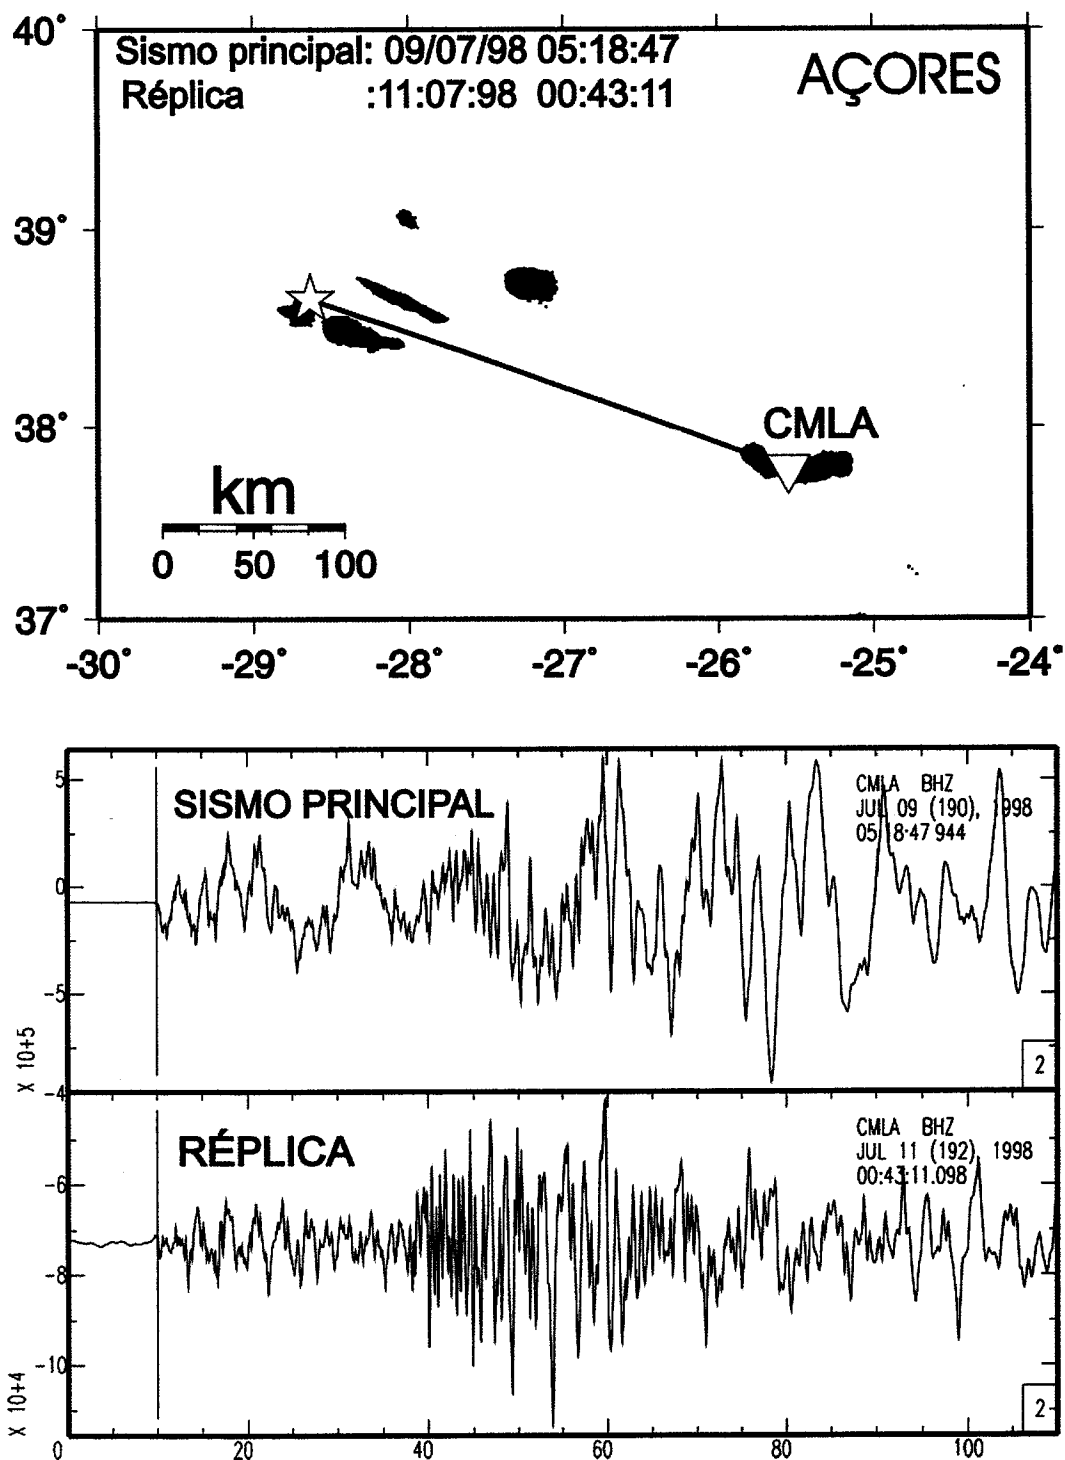 40°
Sismo principal: 09/07/98 05:18:47
AÇORES
Réplica :11:07:98 00:43:11
39°
38°
CMLA
km
0 50 100
37°
-30° -29° -28° -27° -26° -25° -24°
5
SISMO PRINCIPAL
CMLA BHZ
JUL 09 (190), 1998
05:18:47 944
0
-5
X 10+5
2
-4
RÉPLICA
CMLA BHZ
JUL 11 (192), 1998
00:43:11.098
-6
-8
-10
X 10+4
2
0 20 40 60 80 100